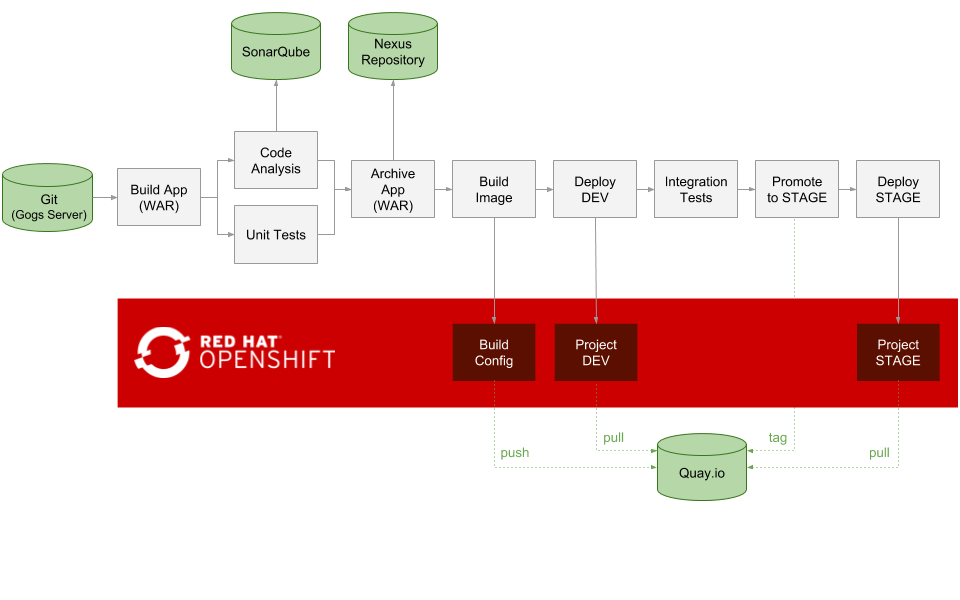 SonarQube
Nexus
Repository
Git
(Gogs Server)
Build App
(WAR)
Code
Analysis
Unit Tests
Archive
App
(WAR)
Build
Image
Deploy
DEV
Integration
Tests
Promote
to STAGE
Deploy
STAGE
RED HAT
OPENSHIFT
Build
Config
Project
DEV
Project
STAGE
push
pull
tag
pull
Quay.io